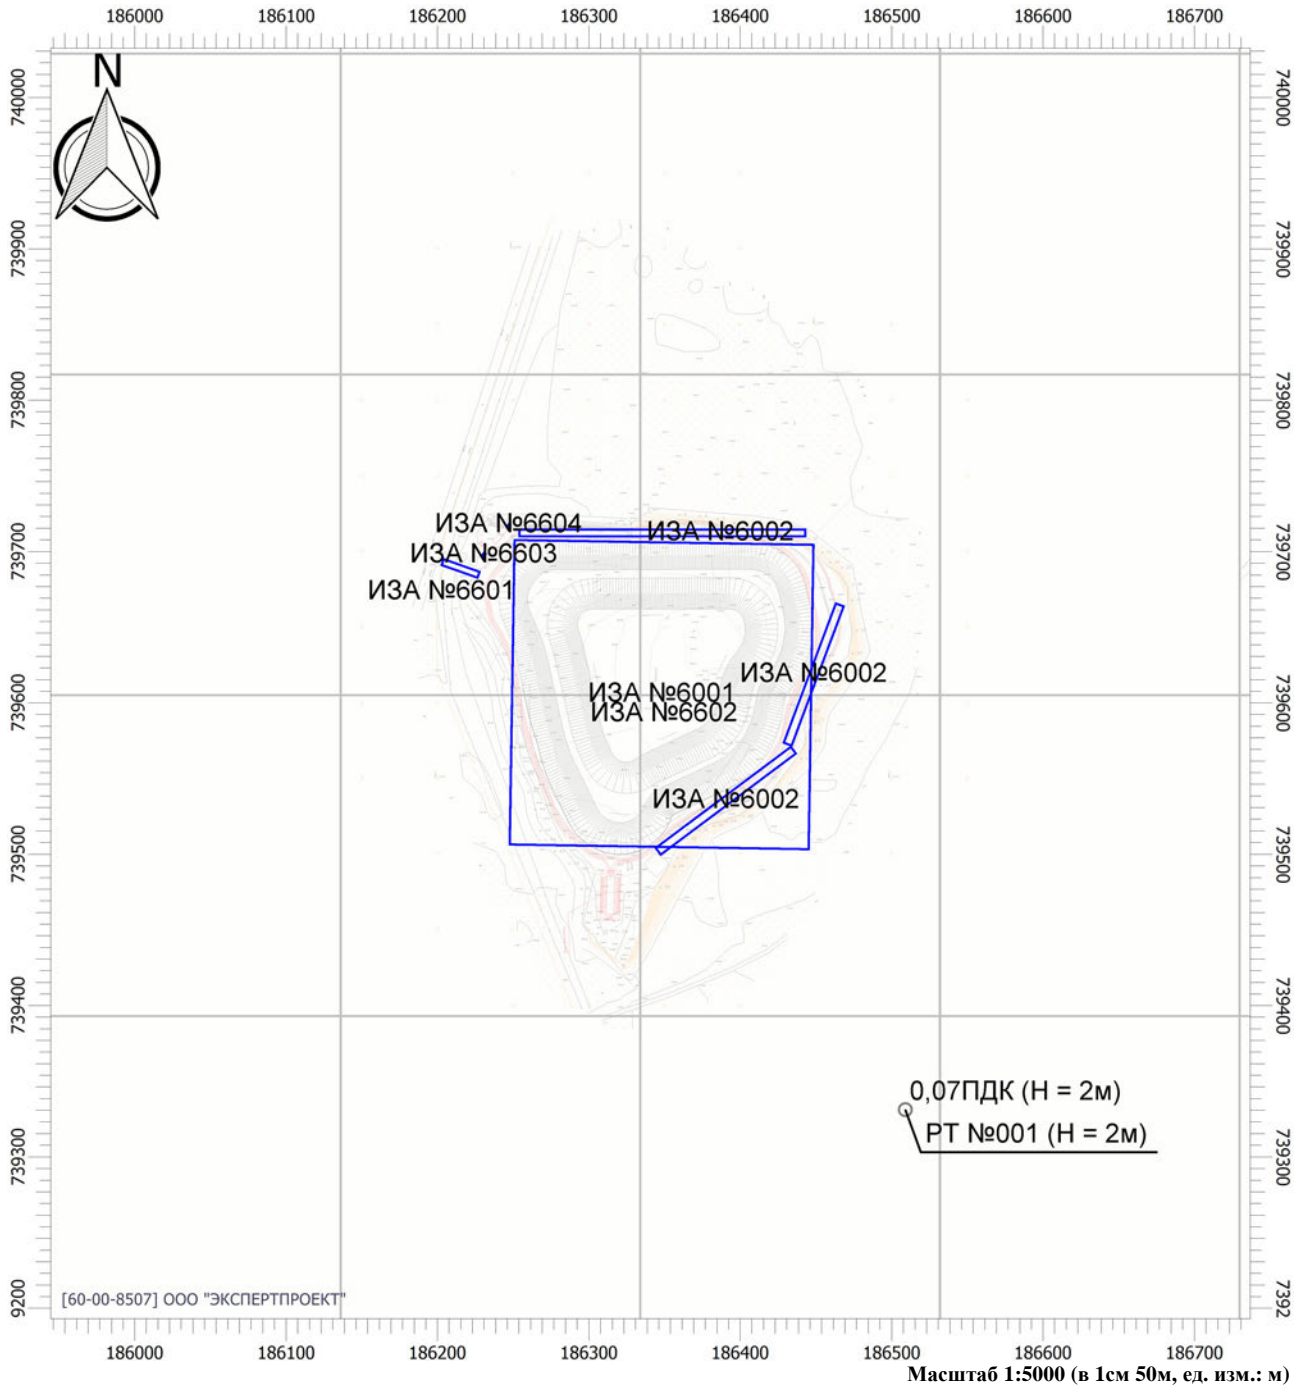 186000 186100 186200 186300 186400 186500 186600 186700
N
740000 740000
739900 739900
739800 739800
739700 739700
739600 739600
739500 739500
739400 739400
739300 739300
9200 7392
ИЗА №6604
ИЗА №6002
ИЗА №6603
ИЗА №6601
ИЗА №6002
ИЗА №6001
ИЗА №6602
ИЗА №6002
0,07ПДК (Н = 2м)
РТ №001 (Н = 2м)
[60-00-8507] ООО "ЭКСПЕРТПРОЕКТ"
186000 186100 186200 186300 186400 186500 186600 186700
Масштаб 1:5000 (в 1см 50м, ед. изм.: м)